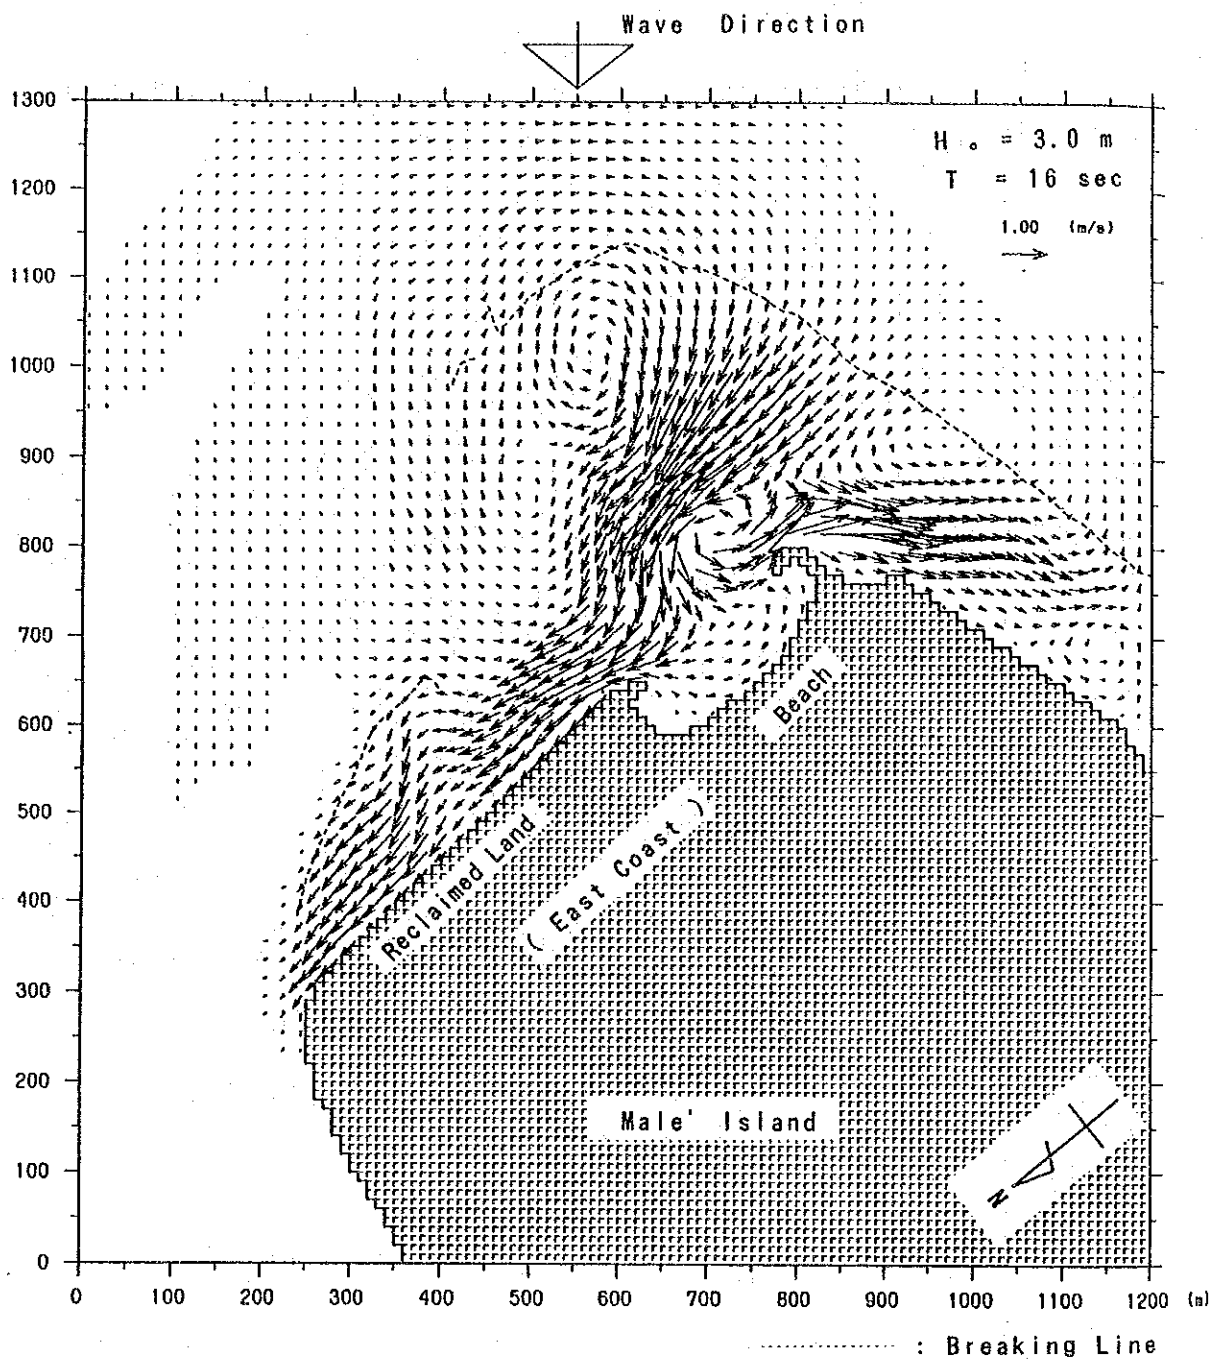 Wave Direction
1300
1200
1100
1000
900
800
700
600
500
400
300
200
100
0
H₀ = 3.0 m
T = 16 sec
1.00 (m/s)
Beach
Reclaimed Land
( East Coast )
Male' Island
N
0 100 200 300 400 500 600 700 800 900 1000 1100 1200 (m)
: Breaking Line